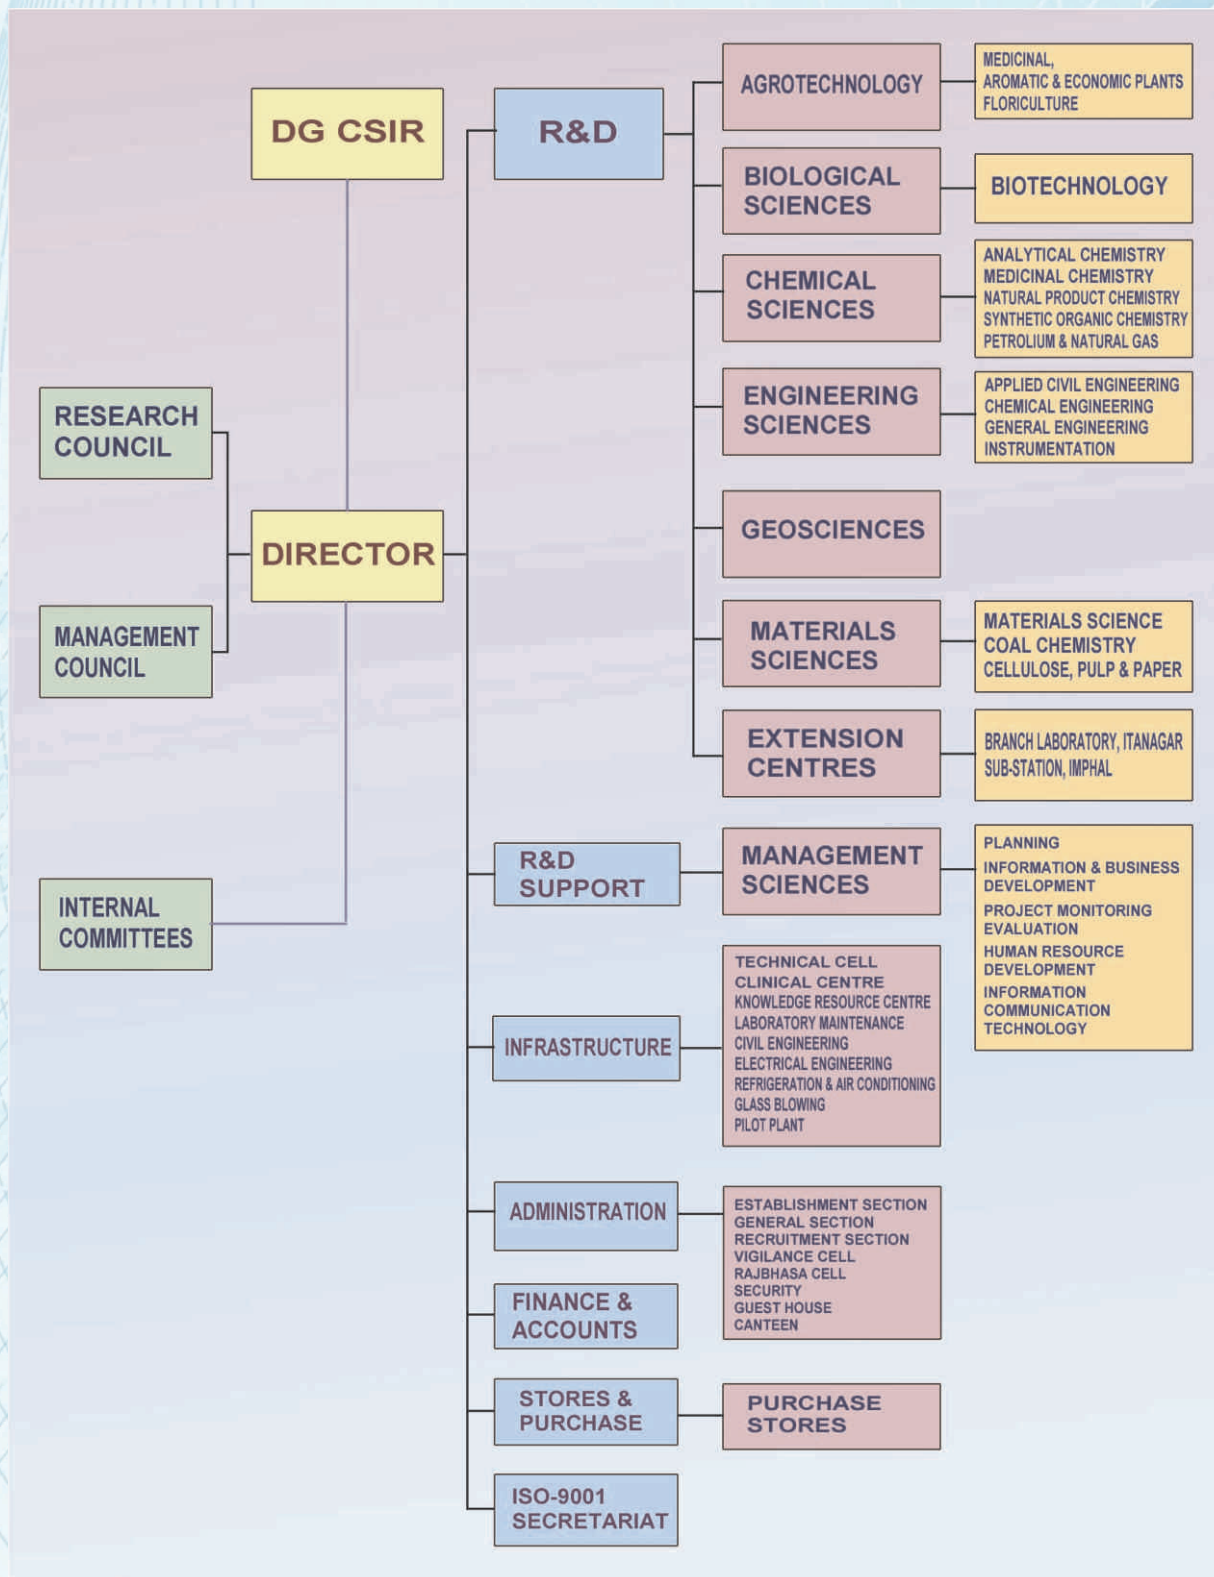 DG CSIR
RESEARCH
COUNCIL
DIRECTOR
MANAGEMENT
COUNCIL
INTERNAL
COMMITTEES
R&D
AGROTECHNOLOGY
MEDICINAL,
AROMATIC & ECONOMIC PLANTS
FLORICULTURE
BIOLOGICAL
SCIENCES
BIOTECHNOLOGY
CHEMICAL
SCIENCES
ANALYTICAL CHEMISTRY
MEDICINAL CHEMISTRY
NATURAL PRODUCT CHEMISTRY
SYNTHETIC ORGANIC CHEMISTRY
PETROLIUM & NATURAL GAS
ENGINEERING
SCIENCES
APPLIED CIVIL ENGINEERING
CHEMICAL ENGINEERING
GENERAL ENGINEERING
INSTRUMENTATION
GEOSCIENCES
MATERIALS
SCIENCES
MATERIALS SCIENCE
COAL CHEMISTRY
CELLULOSE, PULP & PAPER
EXTENSION
CENTRES
BRANCH LABORATORY, ITANAGAR
SUB-STATION, IMPHAL
R&D
SUPPORT
MANAGEMENT
SCIENCES
PLANNING
INFORMATION & BUSINESS
DEVELOPMENT
PROJECT MONITORING
EVALUATION
HUMAN RESOURCE
DEVELOPMENT
INFORMATION
COMMUNICATION
TECHNOLOGY
INFRASTRUCTURE
TECHNICAL CELL
CLINICAL CENTRE
KNOWLEDGE RESOURCE CENTRE
LABORATORY MAINTENANCE
CIVIL ENGINEERING
ELECTRICAL ENGINEERING
REFRIGERATION & AIR CONDITIONING
GLASS BLOWING
PILOT PLANT
ADMINISTRATION
ESTABLISHMENT SECTION
GENERAL SECTION
RECRUITMENT SECTION
VIGILANCE CELL
RAJBHASA CELL
SECURITY
GUEST HOUSE
CANTEEN
FINANCE &
ACCOUNTS
STORES &
PURCHASE
PURCHASE
STORES
ISO-9001
SECRETARIAT